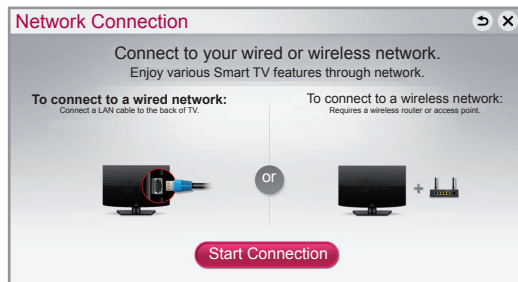 Network Connection
Connect to your wired or wireless network.
Enjoy various Smart TV features through network.
To connect to a wired network:
Connect a LAN cable to the back of TV.
To connect to a wireless network:
Requires a wireless router or access point.
or
+
Start Connection